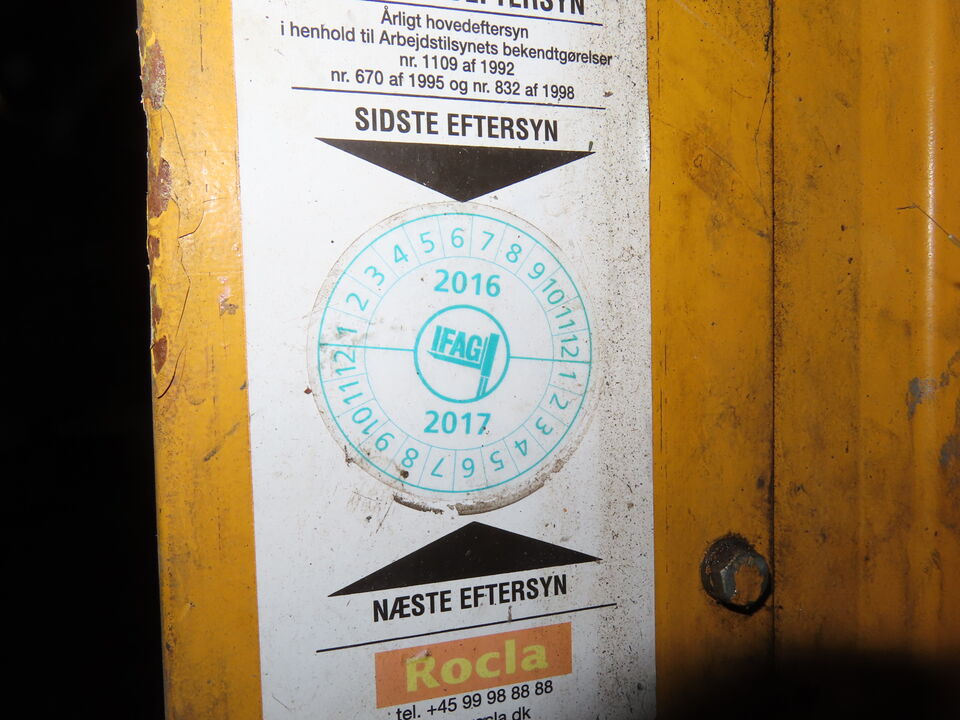 EFTERSYN
Årligt hovedeftersyn
i henhold til Arbejdstilsynets bekendtgørelser
nr. 1109 af 1992
nr. 670 af 1995 og nr. 832 af 1998
SIDSTE EFTERSYN
1 2 3 4 5 6 7 8 9 10 11 12
2016
IFAG
2017
1 2 3 4 5 6 7 8 9 10 11 12
NÆSTE EFTERSYN
Rocla
tel. +45 99 98 88 88